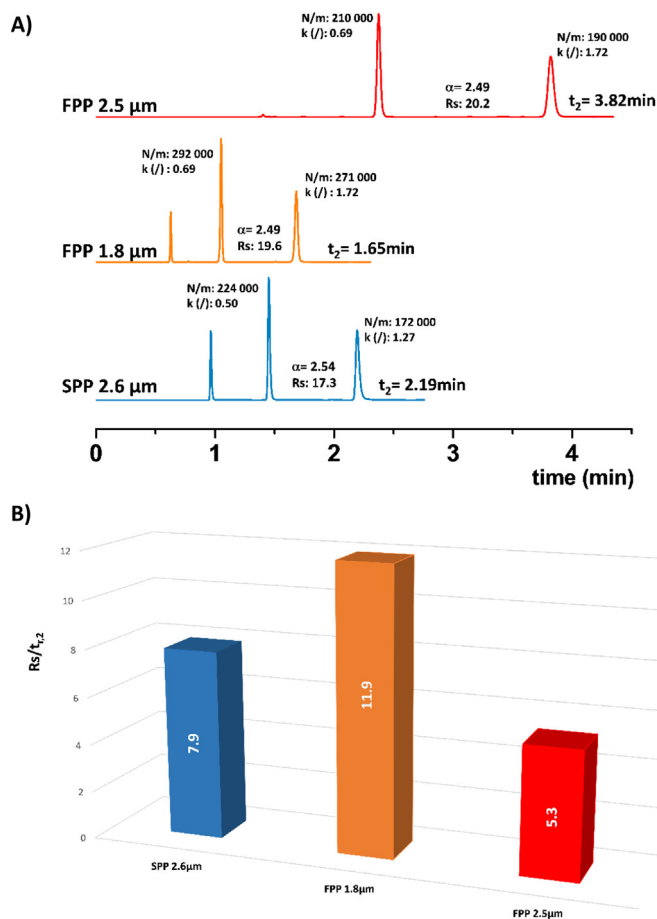 A)
N/m: 210 000
k (/): 0.69
N/m: 190 000
k (/): 1.72
α = 2.49
Rs: 20.2
FPP 2.5 µm
t₂= 3.82min
N/m: 292 000
k (/): 0.69
N/m: 271 000
k (/): 1.72
α= 2.49
Rs: 19.6
FPP 1.8 µm
t₂= 1.65min
N/m: 224 000
k (/): 0.50
N/m: 172 000
k (/): 1.27
α= 2.54
Rs: 17.3
SPP 2.6 µm
t₂= 2.19min
0 1 2 3 4
time (min)
B)
12
10
8
6
4
2
0
Rs/tᵣ,₂
7.9
11.9
5.3
SPP 2.6µm
FPP 1.8µm
FPP 2.5µm